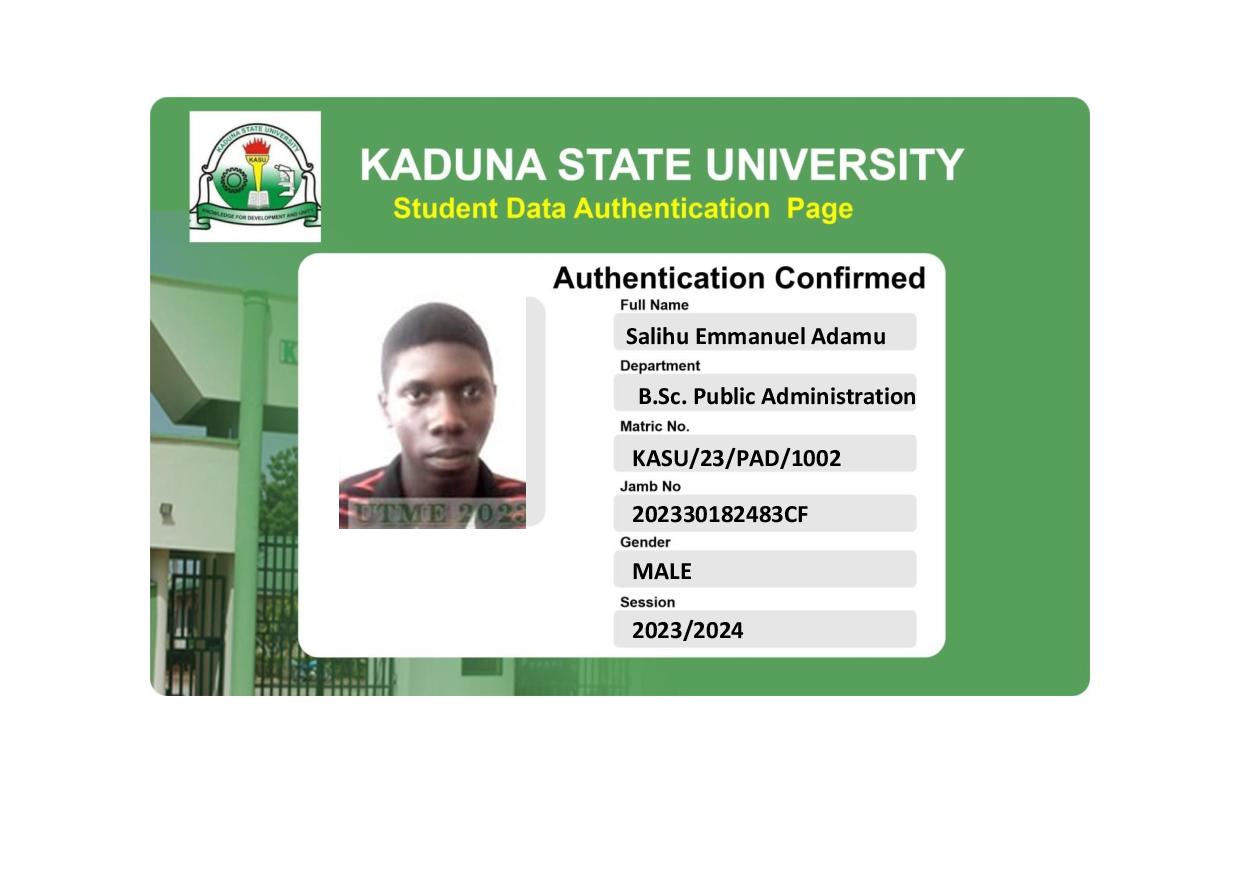 KADUNA STATE UNIVERSITY
KASU
KNOWLEDGE FOR DEVELOPMENT AND UNITY
KADUNA STATE UNIVERSITY
Student Data Authentication Page
Authentication Confirmed
Full Name
Salihu Emmanuel Adamu
Department
B.Sc. Public Administration
Matric No.
KASU/23/PAD/1002
Jamb No
202330182483CF
Gender
MALE
Session
2023/2024
UTME 2023
K